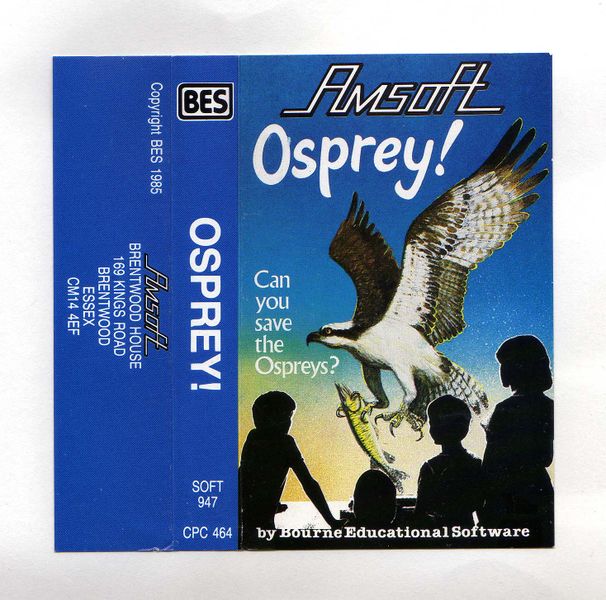 Copyright BES 1985
Amsoft
BRENTWOOD HOUSE
169 KINGS ROAD
BRENTWOOD
ESSEX
CM14 4EF
BES
OSPREY!
SOFT
947
CPC 464
Amsoft
Osprey!
Can
you
save
the
Ospreys?
by Bourne Educational Software